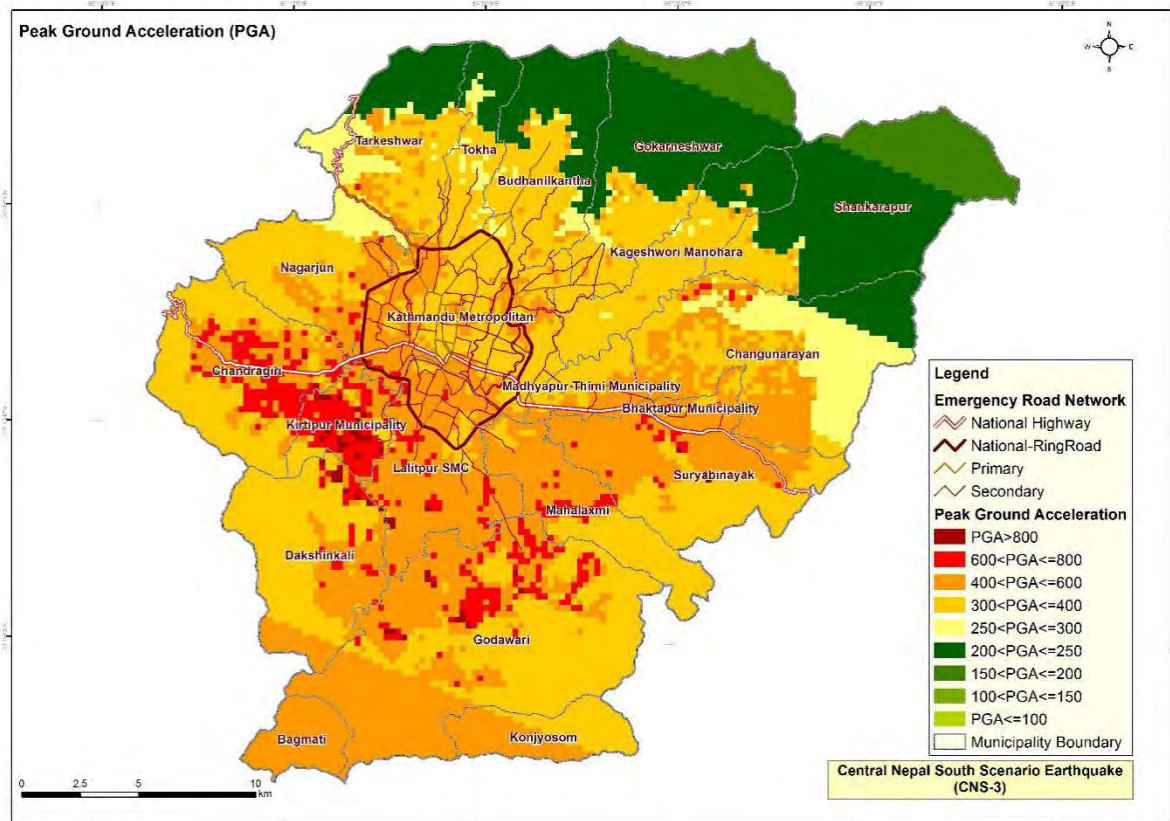 Peak Ground Acceleration (PGA)
N
W E
S
Tarkeshwar
Tokha
Gokarneshwar
Budhanilkantha
Shankarapur
Kageshwori Manohara
Nagarjun
Kathmandu Metropolitan
Changunarayan
Chandragiri
Madhyapur Thimi Municipality
Bhaktapur Municipality
Kirtipur Municipality
Lalitpur SMC
Suryabinayak
Mahalaxmi
Dakshinkali
Godawari
Bagmati
Konjyosom
0 2.5 5 10
km
Legend
Emergency Road Network
National Highway
National-RingRoad
Primary
Secondary
Peak Ground Acceleration
PGA>800
600<PGA<=800
400<PGA<=600
300<PGA<=400
250<PGA<=300
200<PGA<=250
150<PGA<=200
100<PGA<=150
PGA<=100
Municipality Boundary
Central Nepal South Scenario Earthquake
(CNS-3)